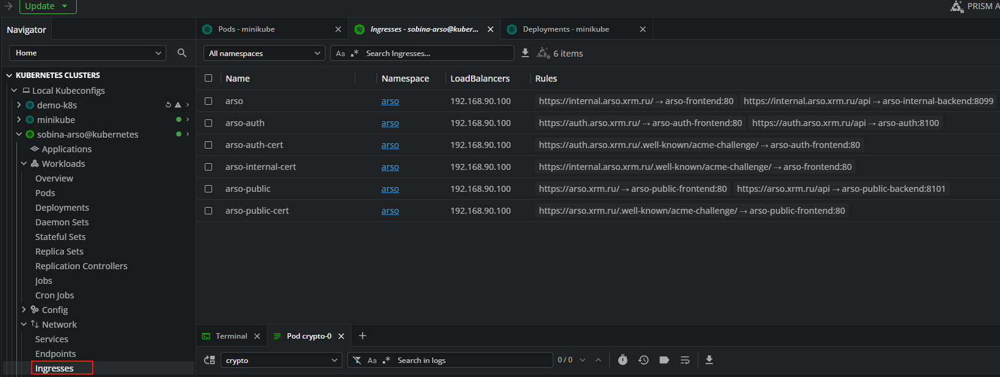 Update
PRISM A
Navigator
Pods - minikube
Ingresses - sobina-arso@kuber...
Deployments - minikube
Home
All namespaces
Aa .* Search Ingresses...
6 items
KUBERNETES CLUSTERS
Name Namespace LoadBalancers Rules
Local Kubeconfigs
arso arso 192.168.90.100 https://internal.arso.xrm.ru/ ⇢ arso-frontend:80 https://internal.arso.xrm.ru/api ⇢ arso-internal-backend:8099
demo-k8s
minikube
arso-auth arso 192.168.90.100 https://auth.arso.xrm.ru/ ⇢ arso-auth-frontend:80 https://auth.arso.xrm.ru/api ⇢ arso-auth:8100
sobina-arso@kubernetes
arso-auth-cert arso 192.168.90.100 https://auth.arso.xrm.ru/.well-known/acme-challenge/ ⇢ arso-auth-frontend:80
Applications
Workloads
arso-internal-cert arso 192.168.90.100 https://internal.arso.xrm.ru/.well-known/acme-challenge/ ⇢ arso-frontend:80
Overview
Pods
arso-public arso 192.168.90.100 https://arso.xrm.ru/ ⇢ arso-public-frontend:80 https://arso.xrm.ru/api ⇢ arso-public-backend:8101
Deployments
arso-public-cert arso 192.168.90.100 https://arso.xrm.ru/.well-known/acme-challenge/ ⇢ arso-public-frontend:80
Daemon Sets
Stateful Sets
Replica Sets
Replication Controllers
Jobs
Cron Jobs
Config
Network
Services
Endpoints
Ingresses
Terminal
Pod crypto-0
crypto
Aa .* Search in logs
0 / 0